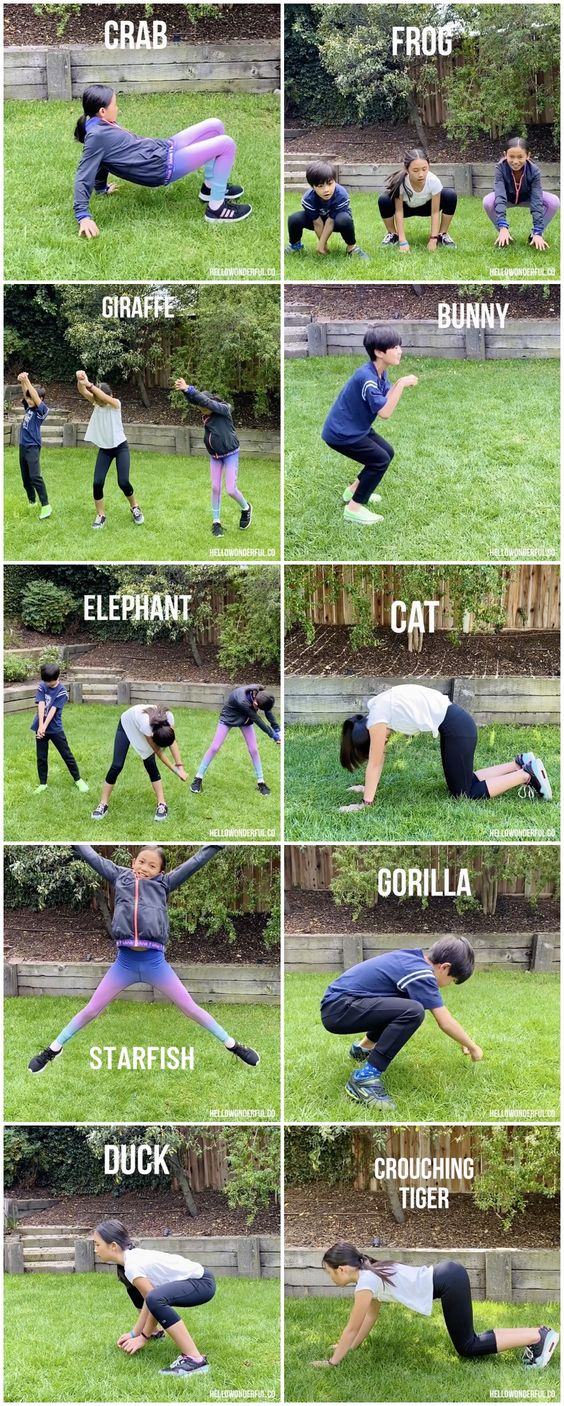 CRAB
HELLOWONDERFUL.CO
FROG
HELLOWONDERFUL.CO
GIRAFFE
HELLOWONDERFUL.CO
BUNNY
HELLOWONDERFUL.CO
ELEPHANT
HELLOWONDERFUL.CO
CAT
HELLOWONDERFUL.CO
STARFISH
HELLOWONDERFUL.CO
GORILLA
HELLOWONDERFUL.CO
DUCK
HELLOWONDERFUL.CO
CROUCHING
TIGER
HELLOWONDERFUL.CO